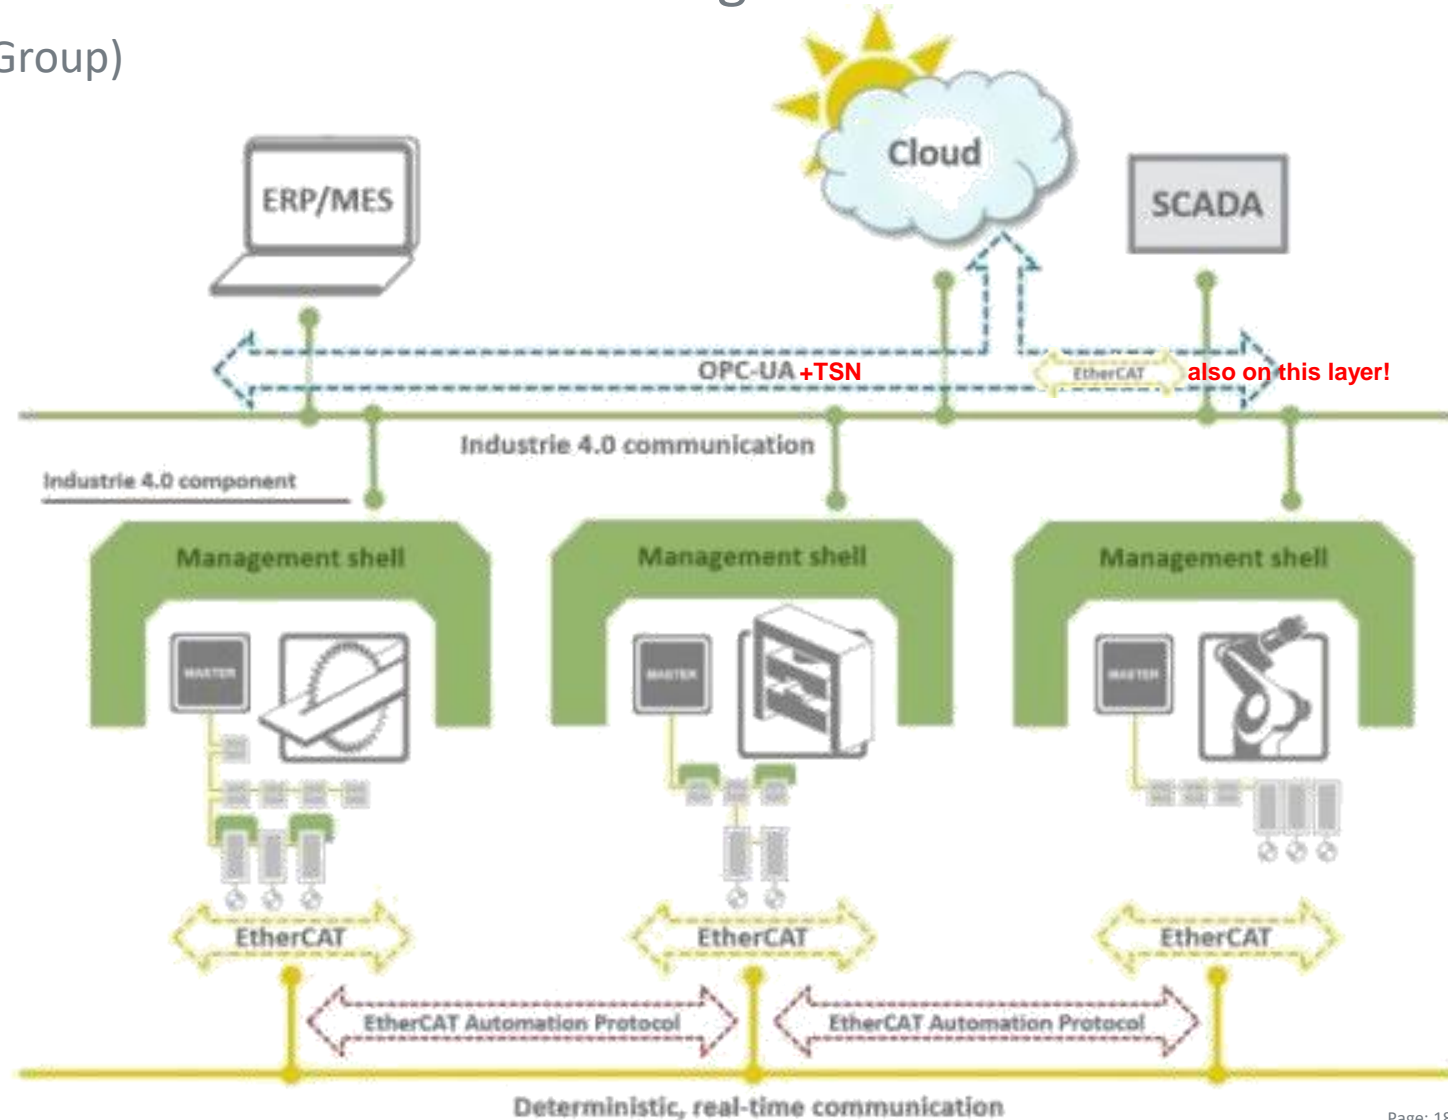 Group)
Cloud
ERP/MES
SCADA
OPC-UA +TSN
EtherCAT
also on this layer!
Industrie 4.0 communication
Industrie 4.0 component
Management shell
Management shell
Management shell
MASTER
MASTER
MASTER
EtherCAT
EtherCAT
EtherCAT
EtherCAT Automation Protocol
EtherCAT Automation Protocol
Deterministic, real-time communication
Page: 18